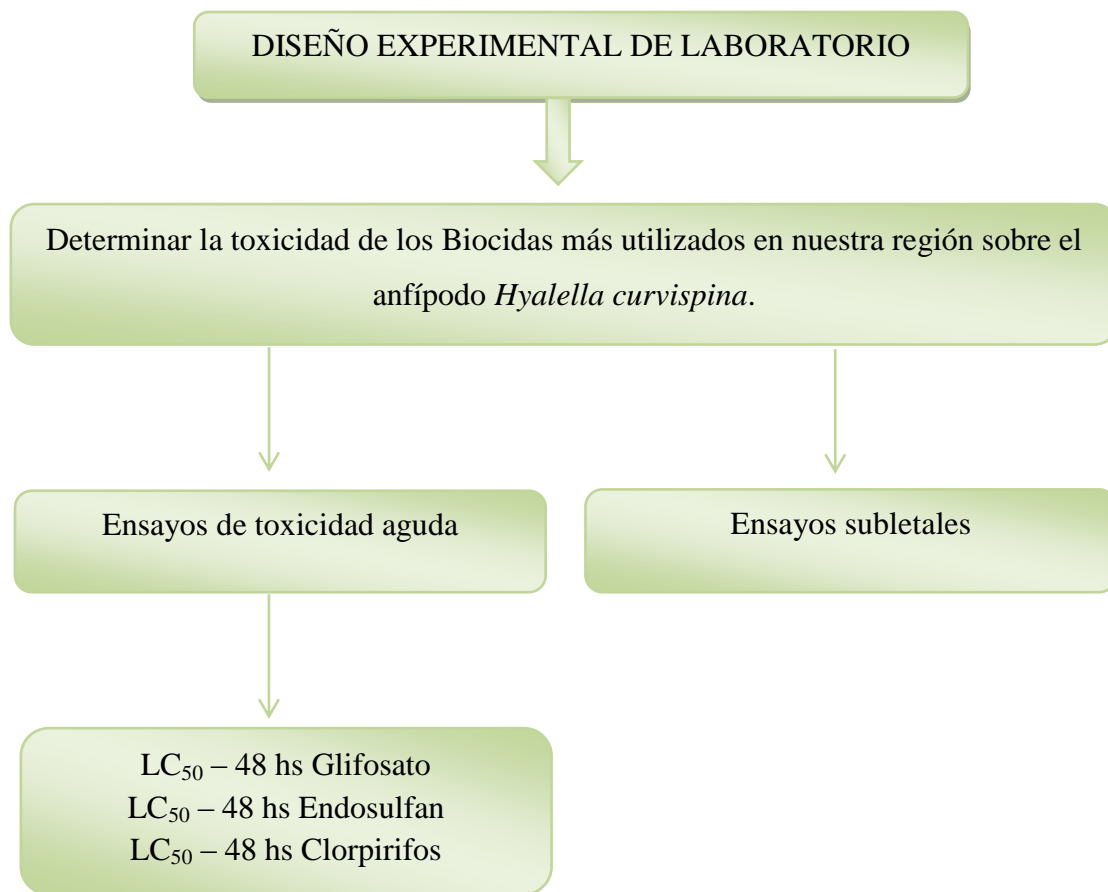 DISEÑO EXPERIMENTAL DE LABORATORIO
Determinar la toxicidad de los Biocidas más utilizados en nuestra región sobre el
anfípodo Hyalella curvispina.
Ensayos de toxicidad aguda
Ensayos subletales
LC₅₀ – 48 hs Glifosato
LC₅₀ – 48 hs Endosulfan
LC₅₀ – 48 hs Clorpirifos